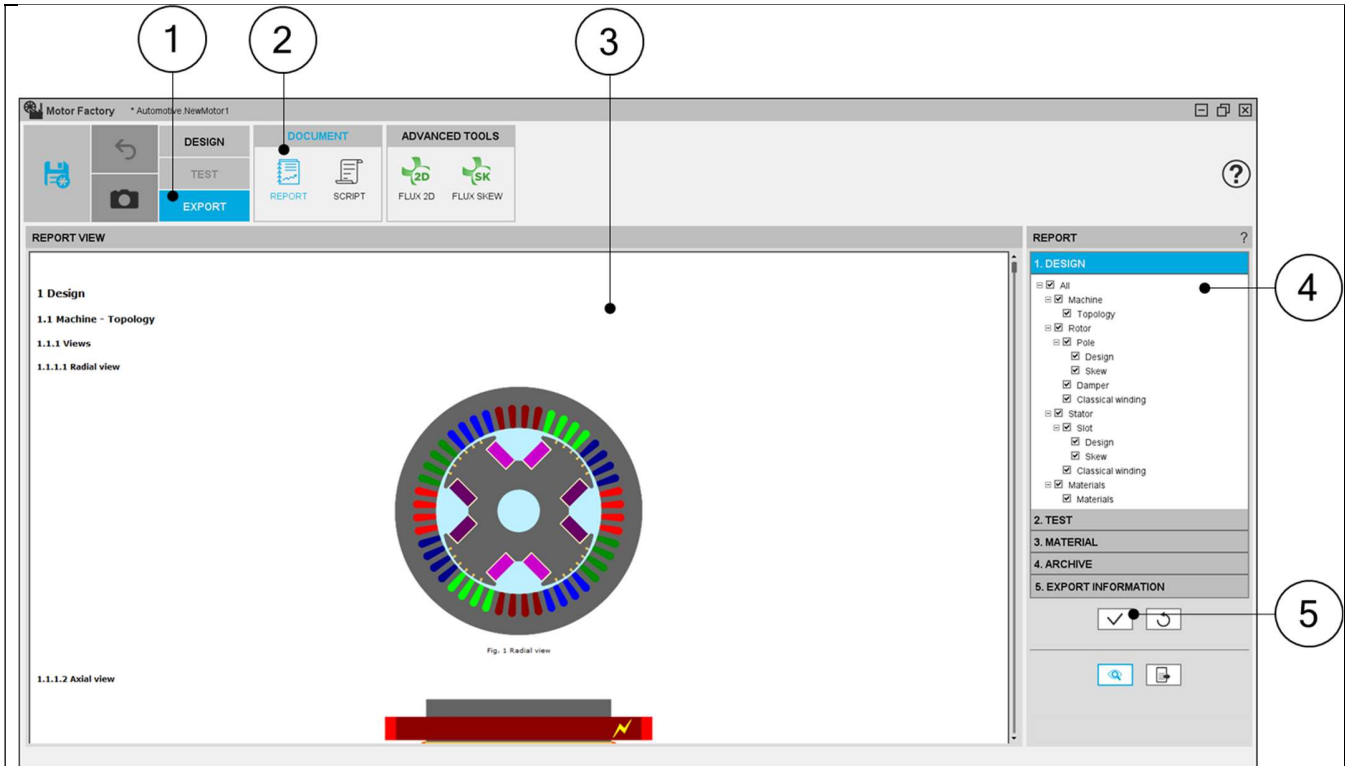 1
2
3
Motor Factory * Automotive.NewMotor1
DESIGN
TEST
EXPORT
DOCUMENT
REPORT
SCRIPT
ADVANCED TOOLS
2D
SK
FLUX 2D
FLUX SKEW
?
REPORT VIEW
1 Design
1.1 Machine - Topology
1.1.1 Views
1.1.1.1 Radial view
Fig. 1 Radial view
1.1.1.2 Axial view
REPORT ?
1. DESIGN
All
Machine
Topology
Rotor
Pole
Design
Skew
Damper
Classical winding
Stator
Slot
Design
Skew
Classical winding
Materials
Materials
2. TEST
3. MATERIAL
4. ARCHIVE
5. EXPORT INFORMATION
4
5